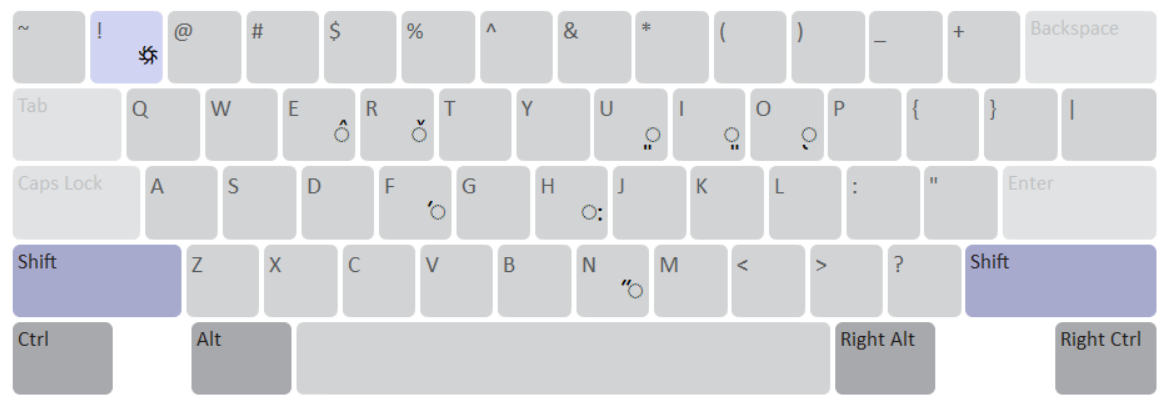 ~ ! @ # $ % ^ & * ( ) _ + Backspace
Tab Q W E R T Y U I O P { } |
Caps Lock A S D F G H J K L : " Enter
Shift Z X C V B N M < > ? Shift
Ctrl Alt Right Alt Right Ctrl